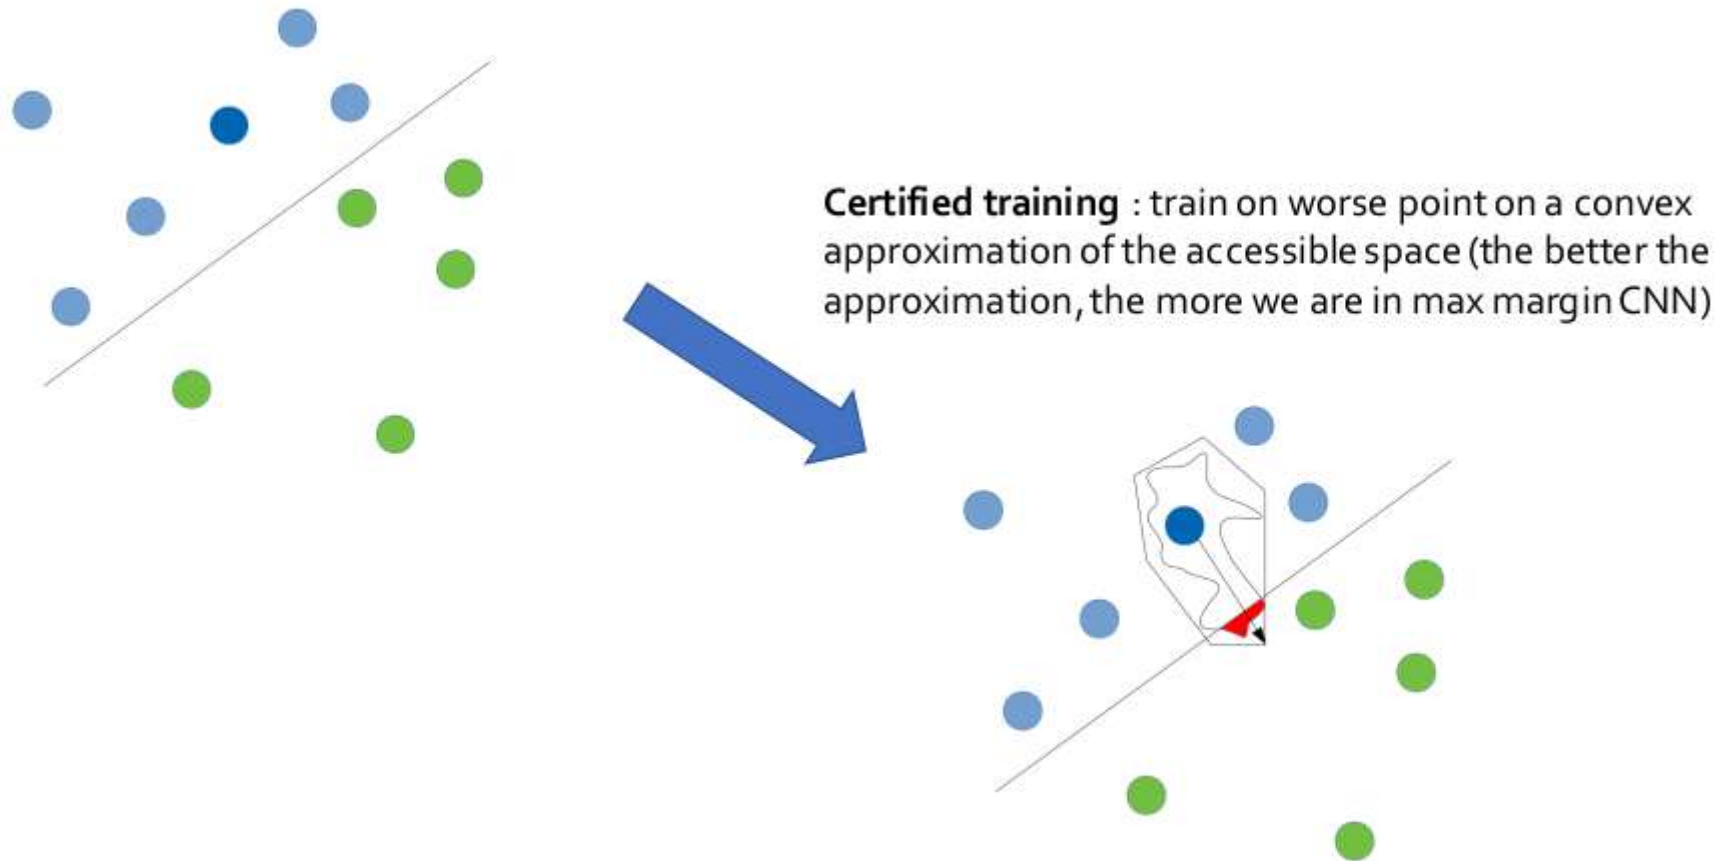 Certified training : train on worse point on a convex
approximation of the accessible space (the better the
approximation, the more we are in max margin CNN)